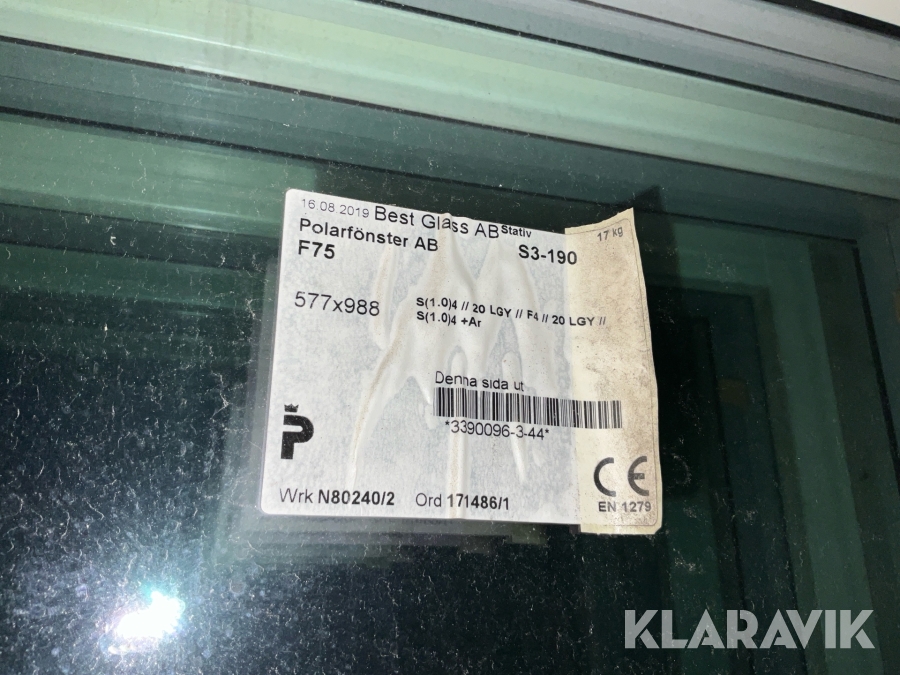 16.08.2019 Best Glass AB Stativ
Polarfönster AB S3-190 17 kg
F75
577x988 S(1.0)4 // 20 LGY // F4 // 20 LGY //
S(1.0)4 +Ar
Denna sida ut
*3390096-3-44*
P
CE
Wrk N80240/2 Ord 171486/1 EN 1279
KLARAVIK